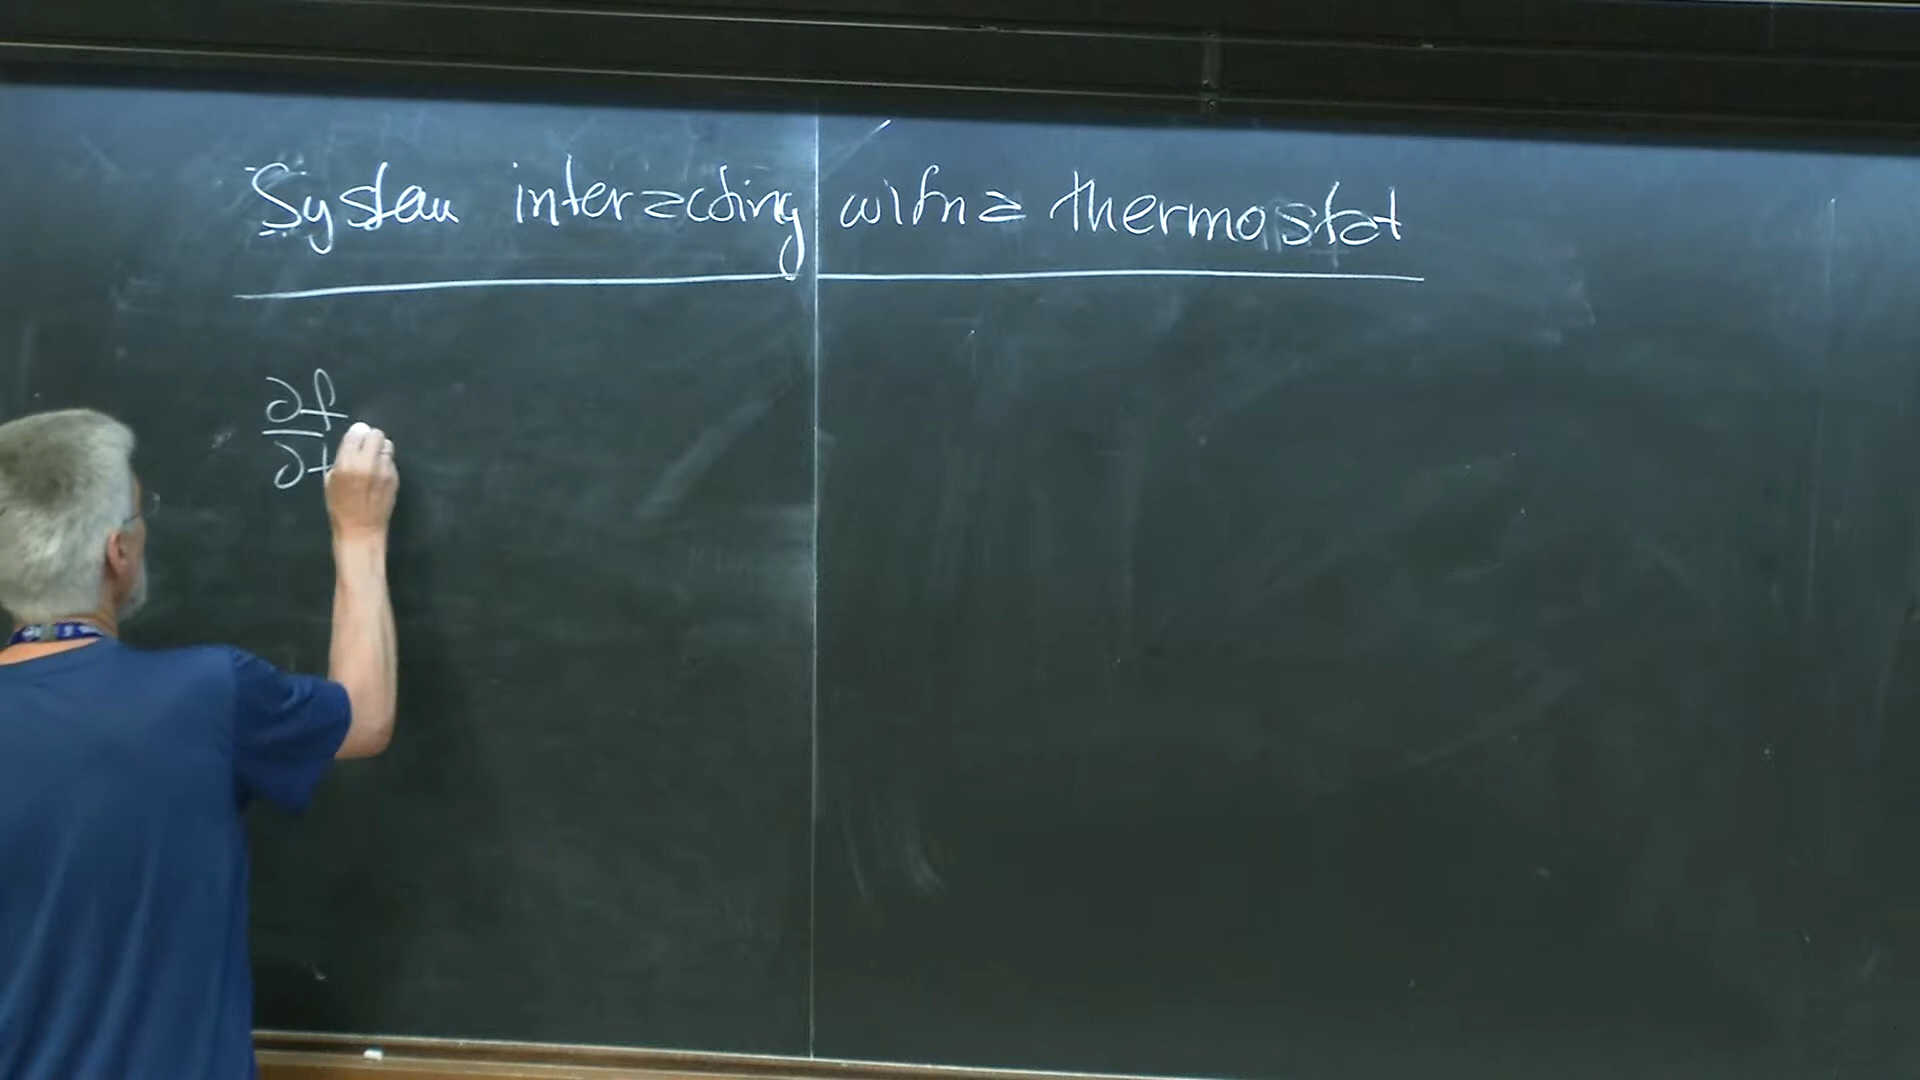 System interacting with a thermostat
∂f
∂t